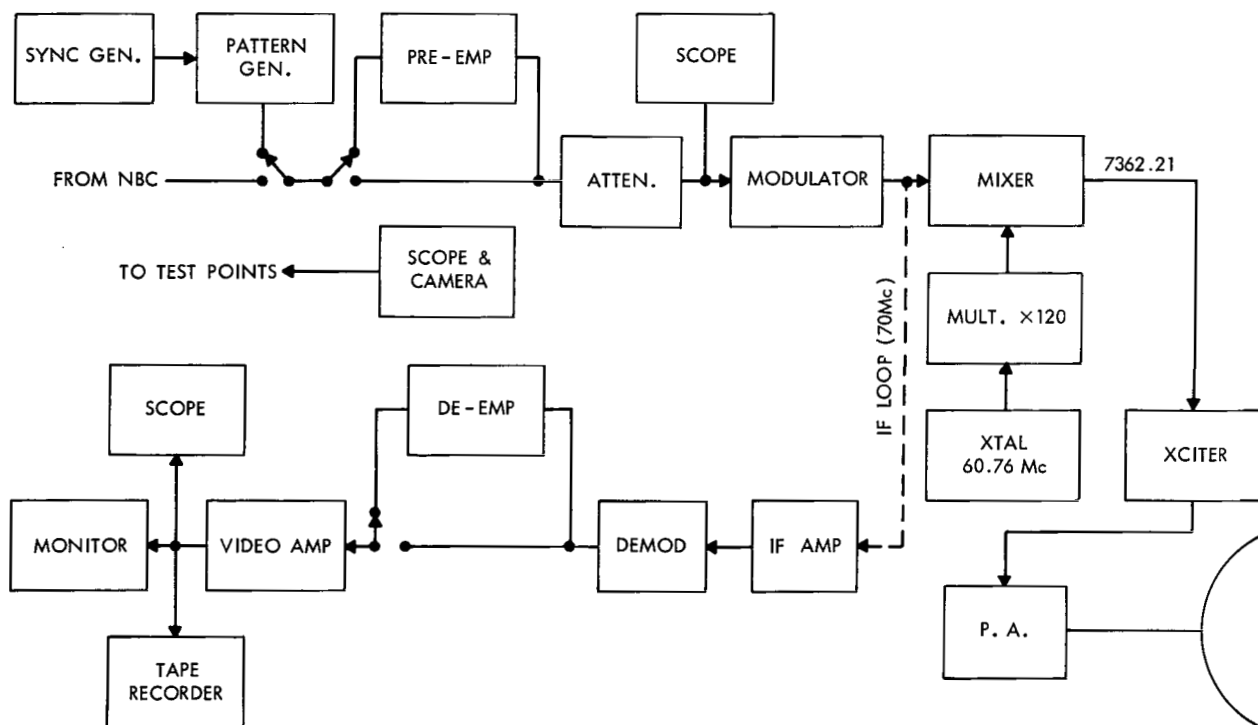 SYNC GEN.
PATTERN
GEN.
PRE-EMP
SCOPE
FROM NBC
ATTEN.
MODULATOR
MIXER
7362.21
TO TEST POINTS
SCOPE &
CAMERA
IF LOOP (70Mc)
MULT. ×120
SCOPE
DE-EMP
XTAL
60.76 Mc
XCITER
MONITOR
VIDEO AMP
DEMOD
IF AMP
P. A.
TAPE
RECORDER